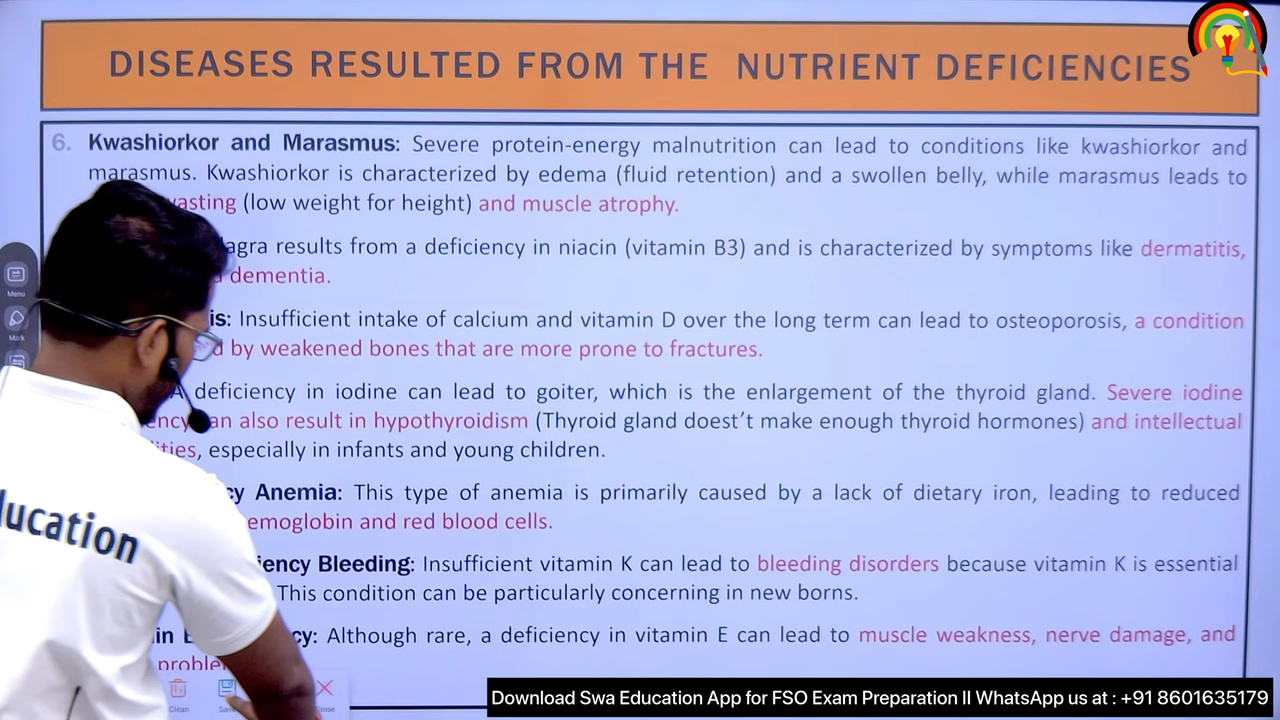 DISEASES RESULTED FROM THE NUTRIENT DEFICIENCIES
6. Kwashiorkor and Marasmus: Severe protein-energy malnutrition can lead to conditions like kwashiorkor and
marasmus. Kwashiorkor is characterized by edema (fluid retention) and a swollen belly, while marasmus leads to
wasting (low weight for height) and muscle atrophy.
agra results from a deficiency in niacin (vitamin B3) and is characterized by symptoms like dermatitis,
dementia.
is: Insufficient intake of calcium and vitamin D over the long term can lead to osteoporosis, a condition
d by weakened bones that are more prone to fractures.
A deficiency in iodine can lead to goiter, which is the enlargement of the thyroid gland. Severe iodine
ency can also result in hypothyroidism (Thyroid gland doest't make enough thyroid hormones) and intellectual
ities, especially in infants and young children.
cy Anemia: This type of anemia is primarily caused by a lack of dietary iron, leading to reduced
emoglobin and red blood cells.
iency Bleeding: Insufficient vitamin K can lead to bleeding disorders because vitamin K is essential
This condition can be particularly concerning in new borns.
in E cy: Although rare, a deficiency in vitamin E can lead to muscle weakness, nerve damage, and
proble
Menu
Mark
ducation
Clean
Download Swa Education App for FSO Exam Preparation II WhatsApp us at : +91 8601635179